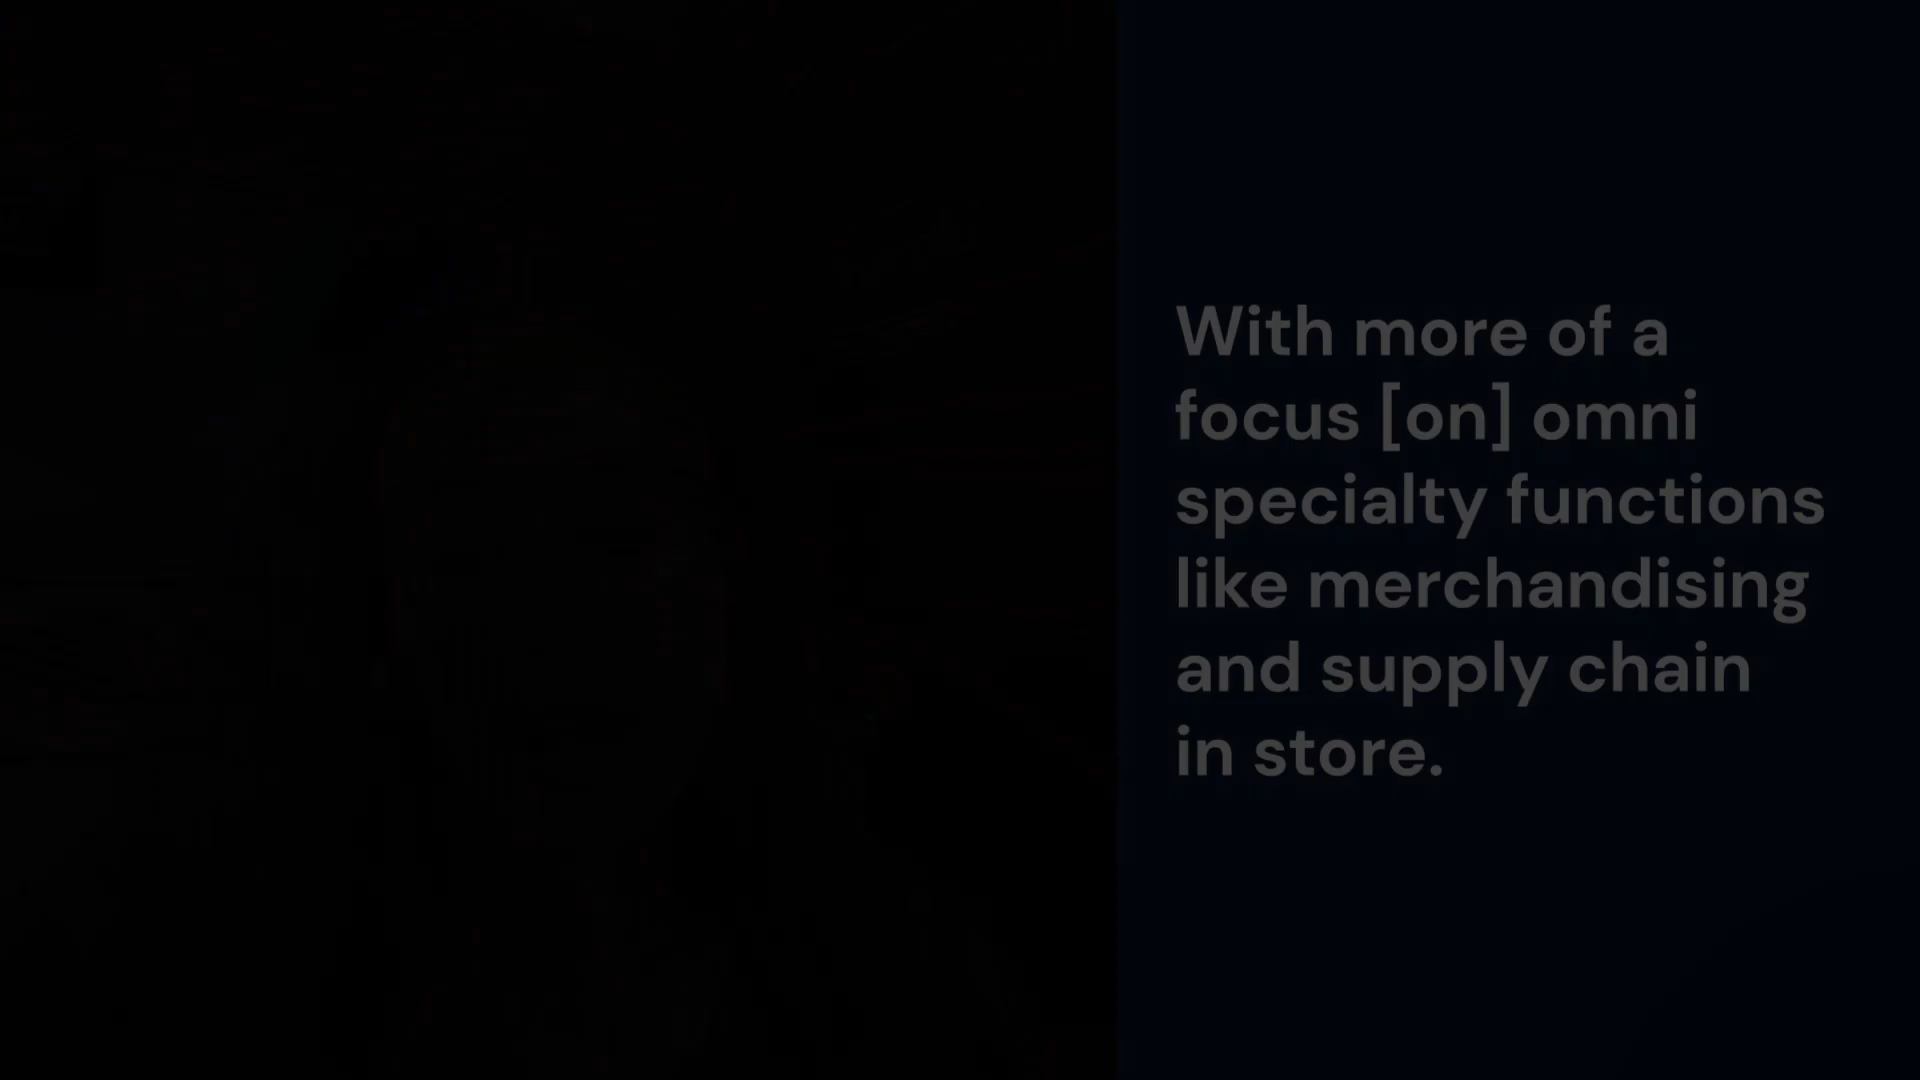 With more of a
focus [on] omni
specialty functions
like merchandising
and supply chain
in store.